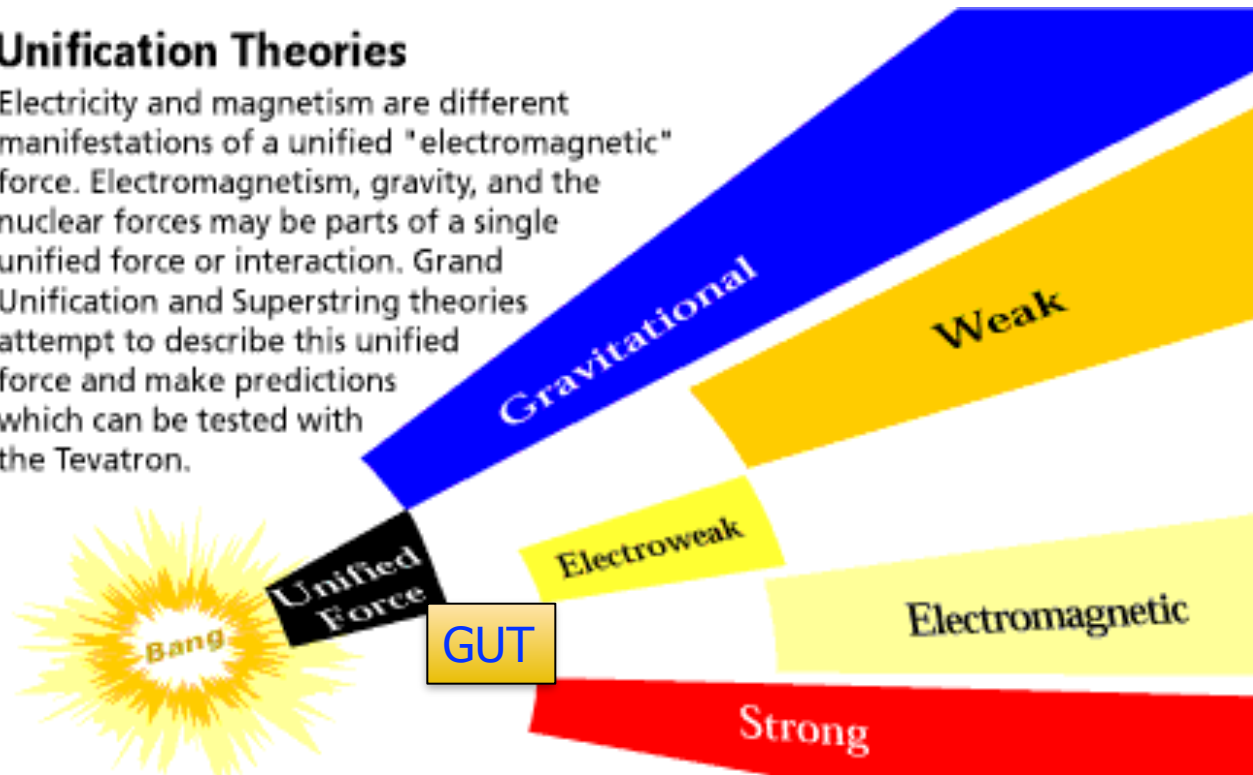 Unification Theories
Electricity and magnetism are different
manifestations of a unified "electromagnetic"
force. Electromagnetism, gravity, and the
nuclear forces may be parts of a single
unified force or interaction. Grand
Unification and Superstring theories
attempt to describe this unified
force and make predictions
which can be tested with
the Tevatron.
Gravitational
Weak
Electroweak
Unified
Force
Electromagnetic
GUT
Bang
Strong